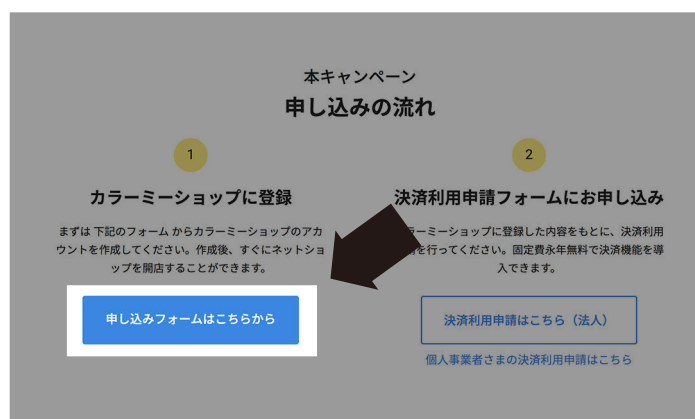 本キャンペーン
申し込みの流れ
1
カラーミーショップに登録
まずは 下記のフォーム からカラーミーショップのアカ
ウントを作成してください。作成後、すぐにネットショ
ップを開店することができます。
申し込みフォームはこちらから
2
決済利用申請フォームにお申し込み
ラーミーショップに登録した内容をもとに、決済利用
を行ってください。固定費永年無料で決済機能を導
入できます。
決済利用申請はこちら（法人）
個人事業者さまの決済利用申請はこちら